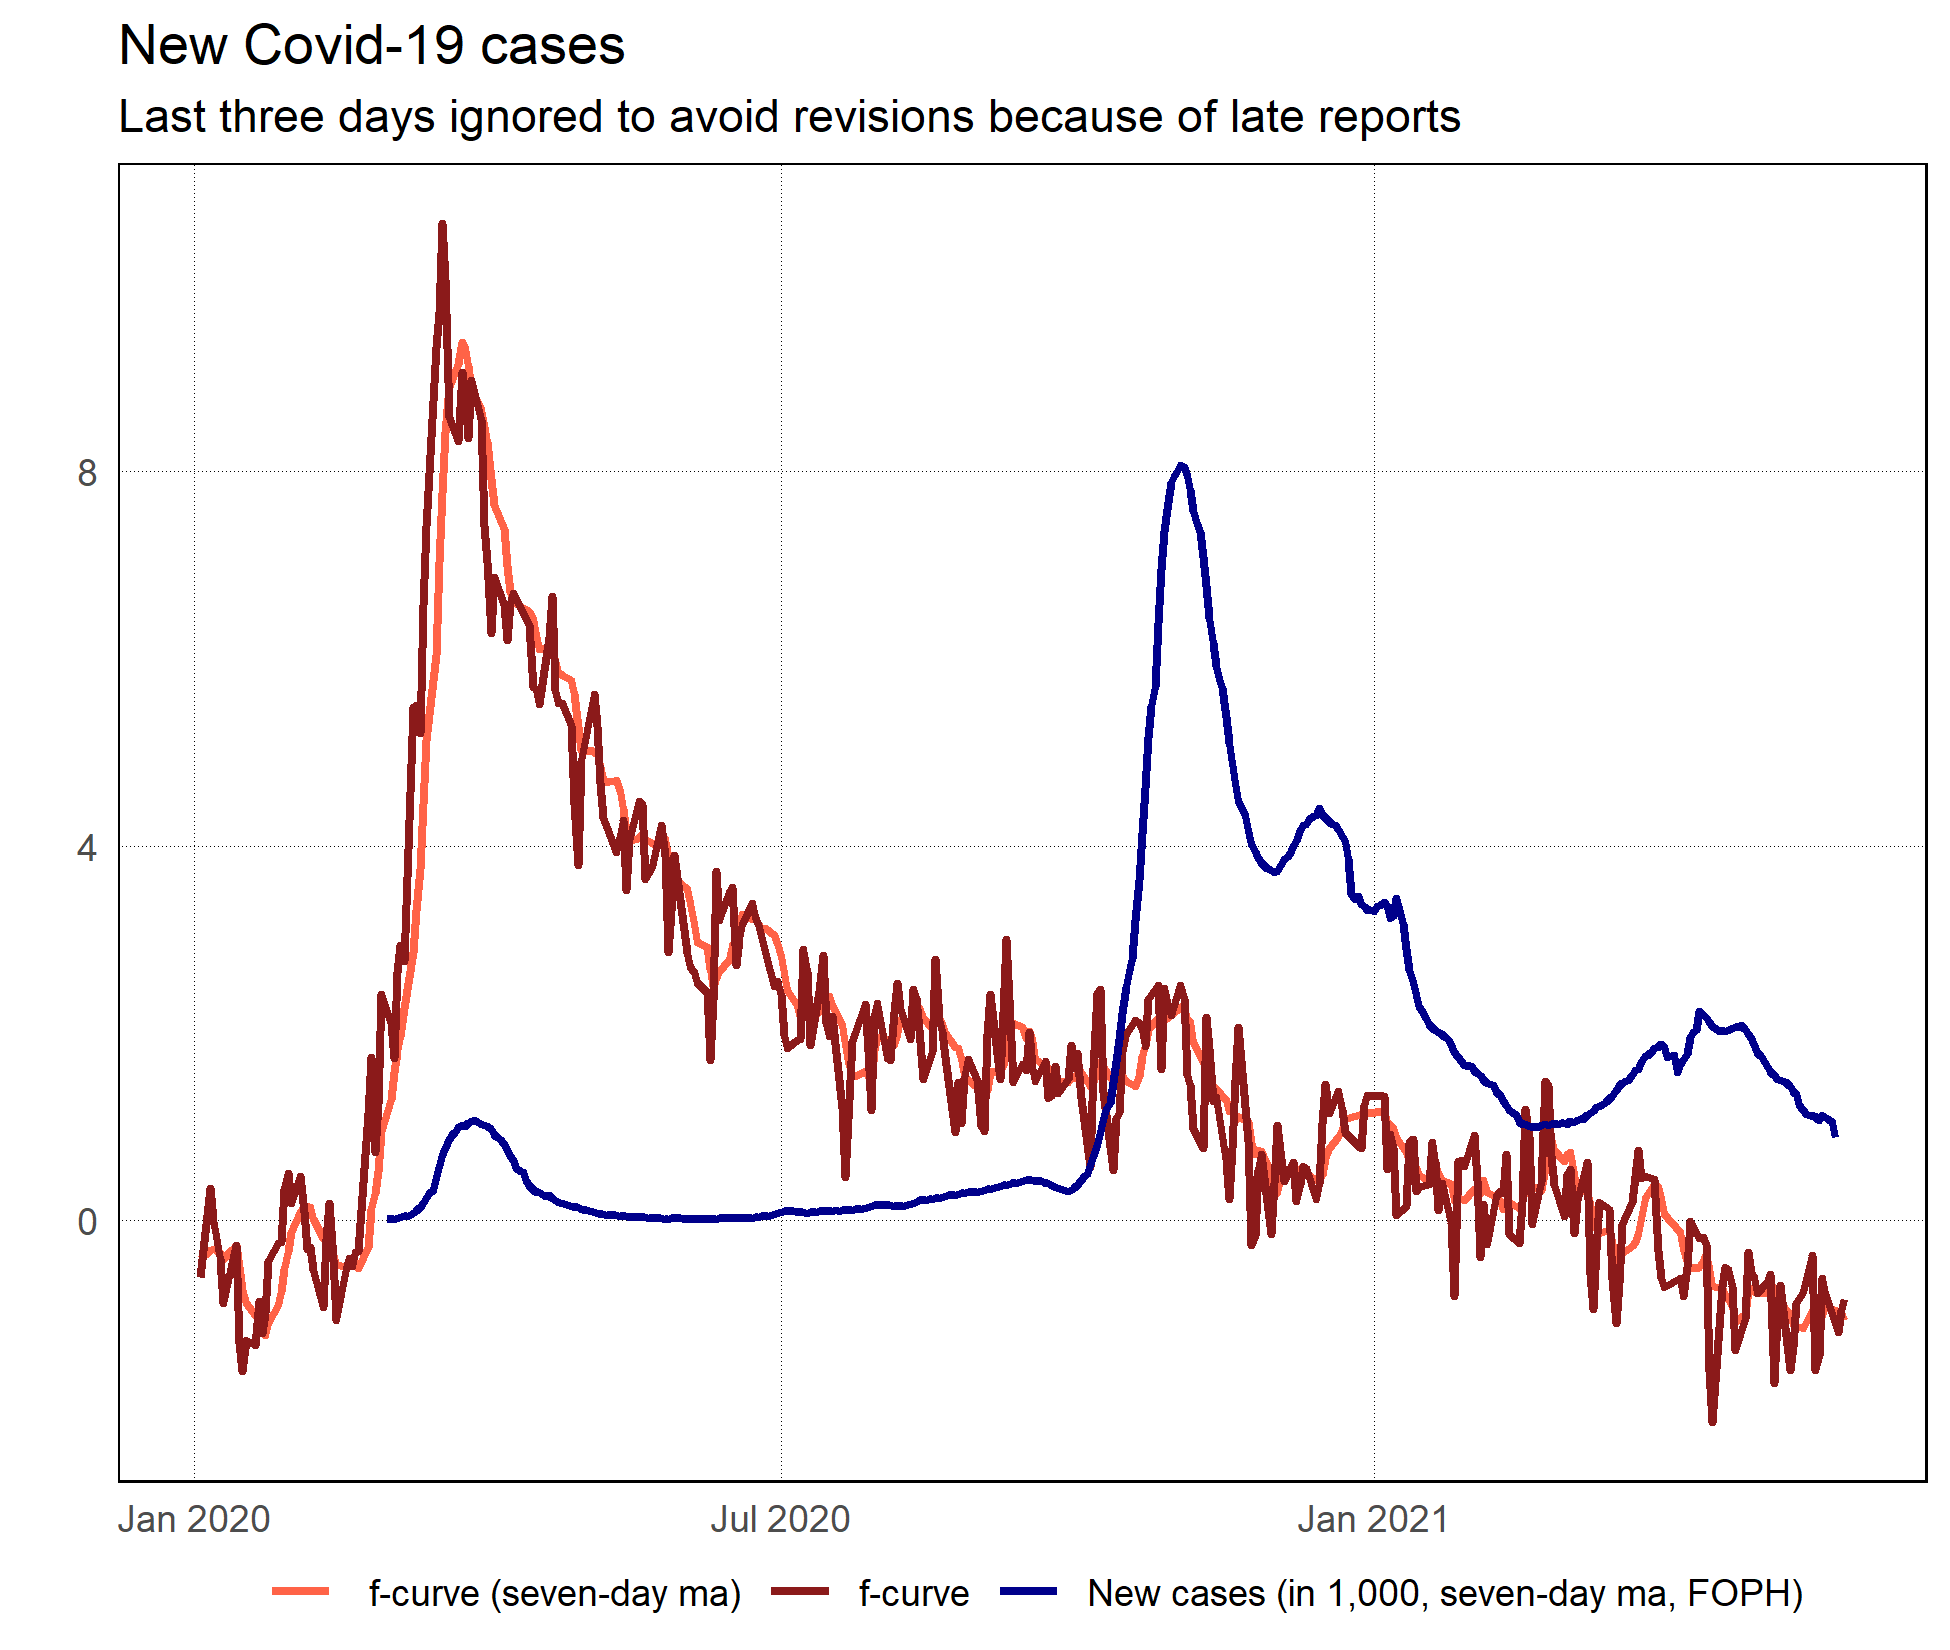 New Covid-19 cases
Last three days ignored to avoid revisions because of late reports
8
4
0
Jan 2020 Jul 2020 Jan 2021
f-curve (seven-day ma) f-curve New cases (in 1,000, seven-day ma, FOPH)